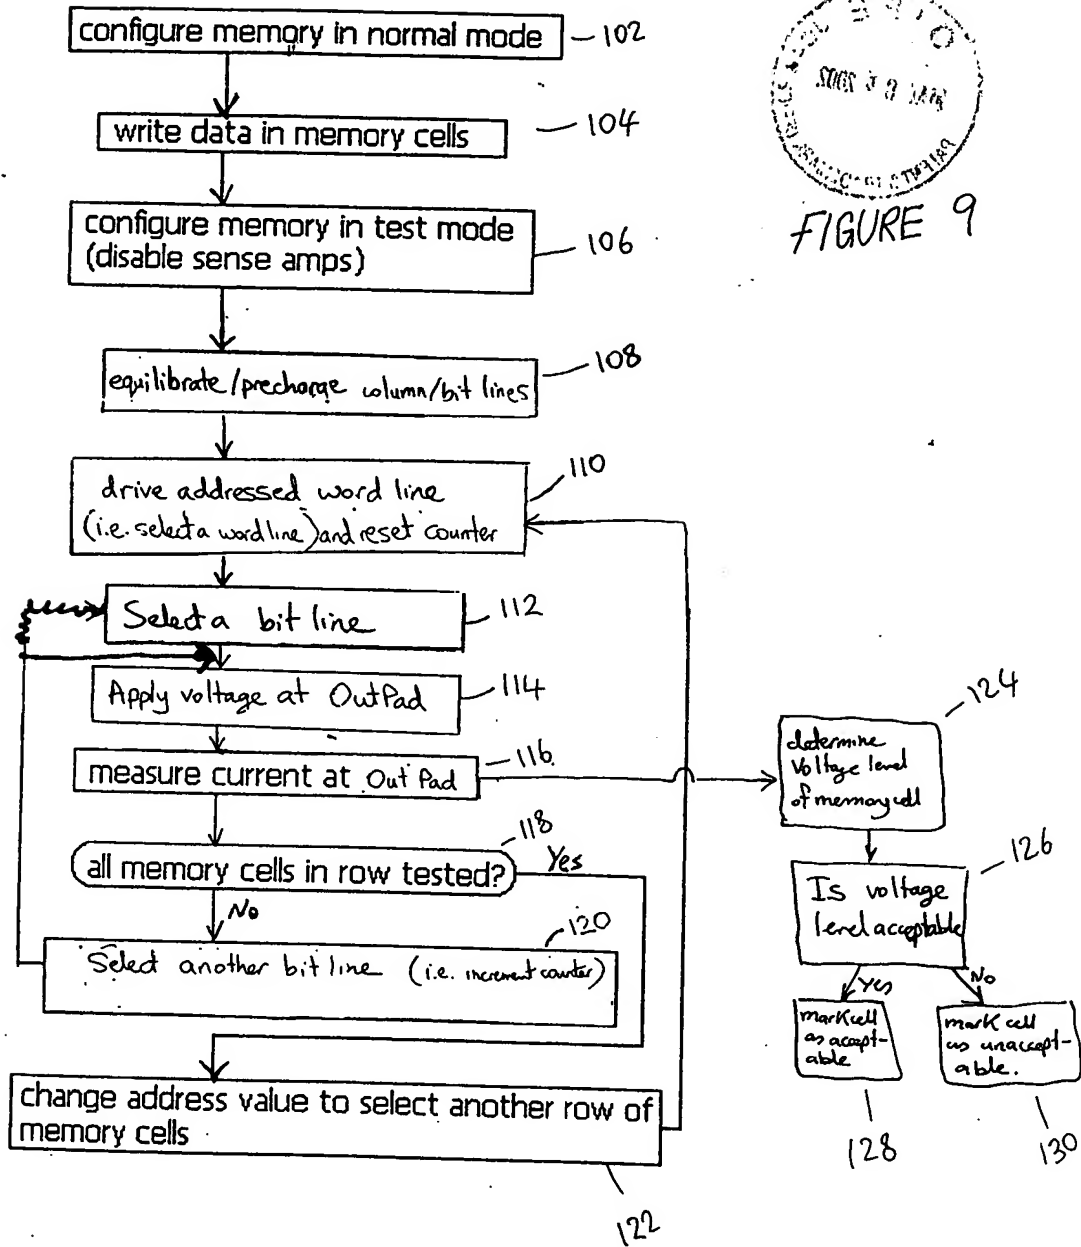 configure memory in normal mode
102
write data in memory cells
104
configure memory in test mode
(disable sense amps)
106
equilibrate/precharge column/bit lines
108
drive addressed word line
(i.e. select a word line) and reset counter
110
Select a bit line
112
Apply voltage at OutPad
114
measure current at Out Pad
116
all memory cells in row tested?
118
Yes
No
Select another bit line (i.e. increment counter)
120
change address value to select another row of
memory cells
122
determine
voltage level
of memory cell
124
Is voltage
level acceptable
126
Yes
No
mark cell
as accept-
able
128
mark cell
as unaccept-
able.
130
FIGURE 9